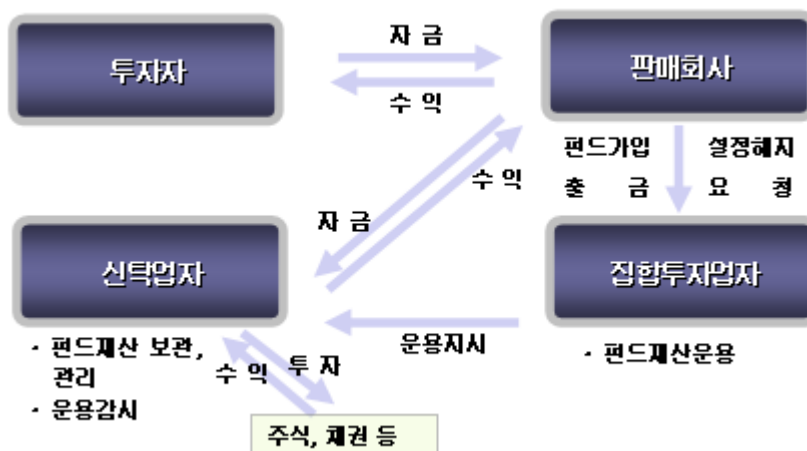 투자자
자 금
수 익
판매회사
펀드가입 설정해지
출 금 요 청
수 익
자 금
신탁업자
집합투자업자
운용지시
· 펀드재산 보관,
관리
· 운용감시
· 펀드재산운용
수 익
투 자
주식, 채권 등